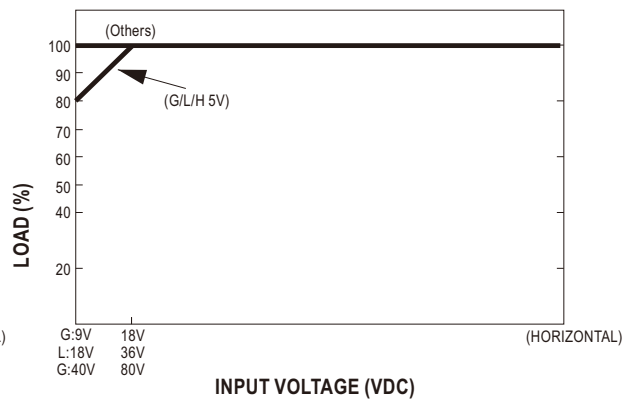 (Others)
100
90
(G/L/H 5V)
80
70
60
50
40
20
LOAD (%)
)
G:9V 18V
L:18V 36V
G:40V 80V
(HORIZONTAL)
INPUT VOLTAGE (VDC)